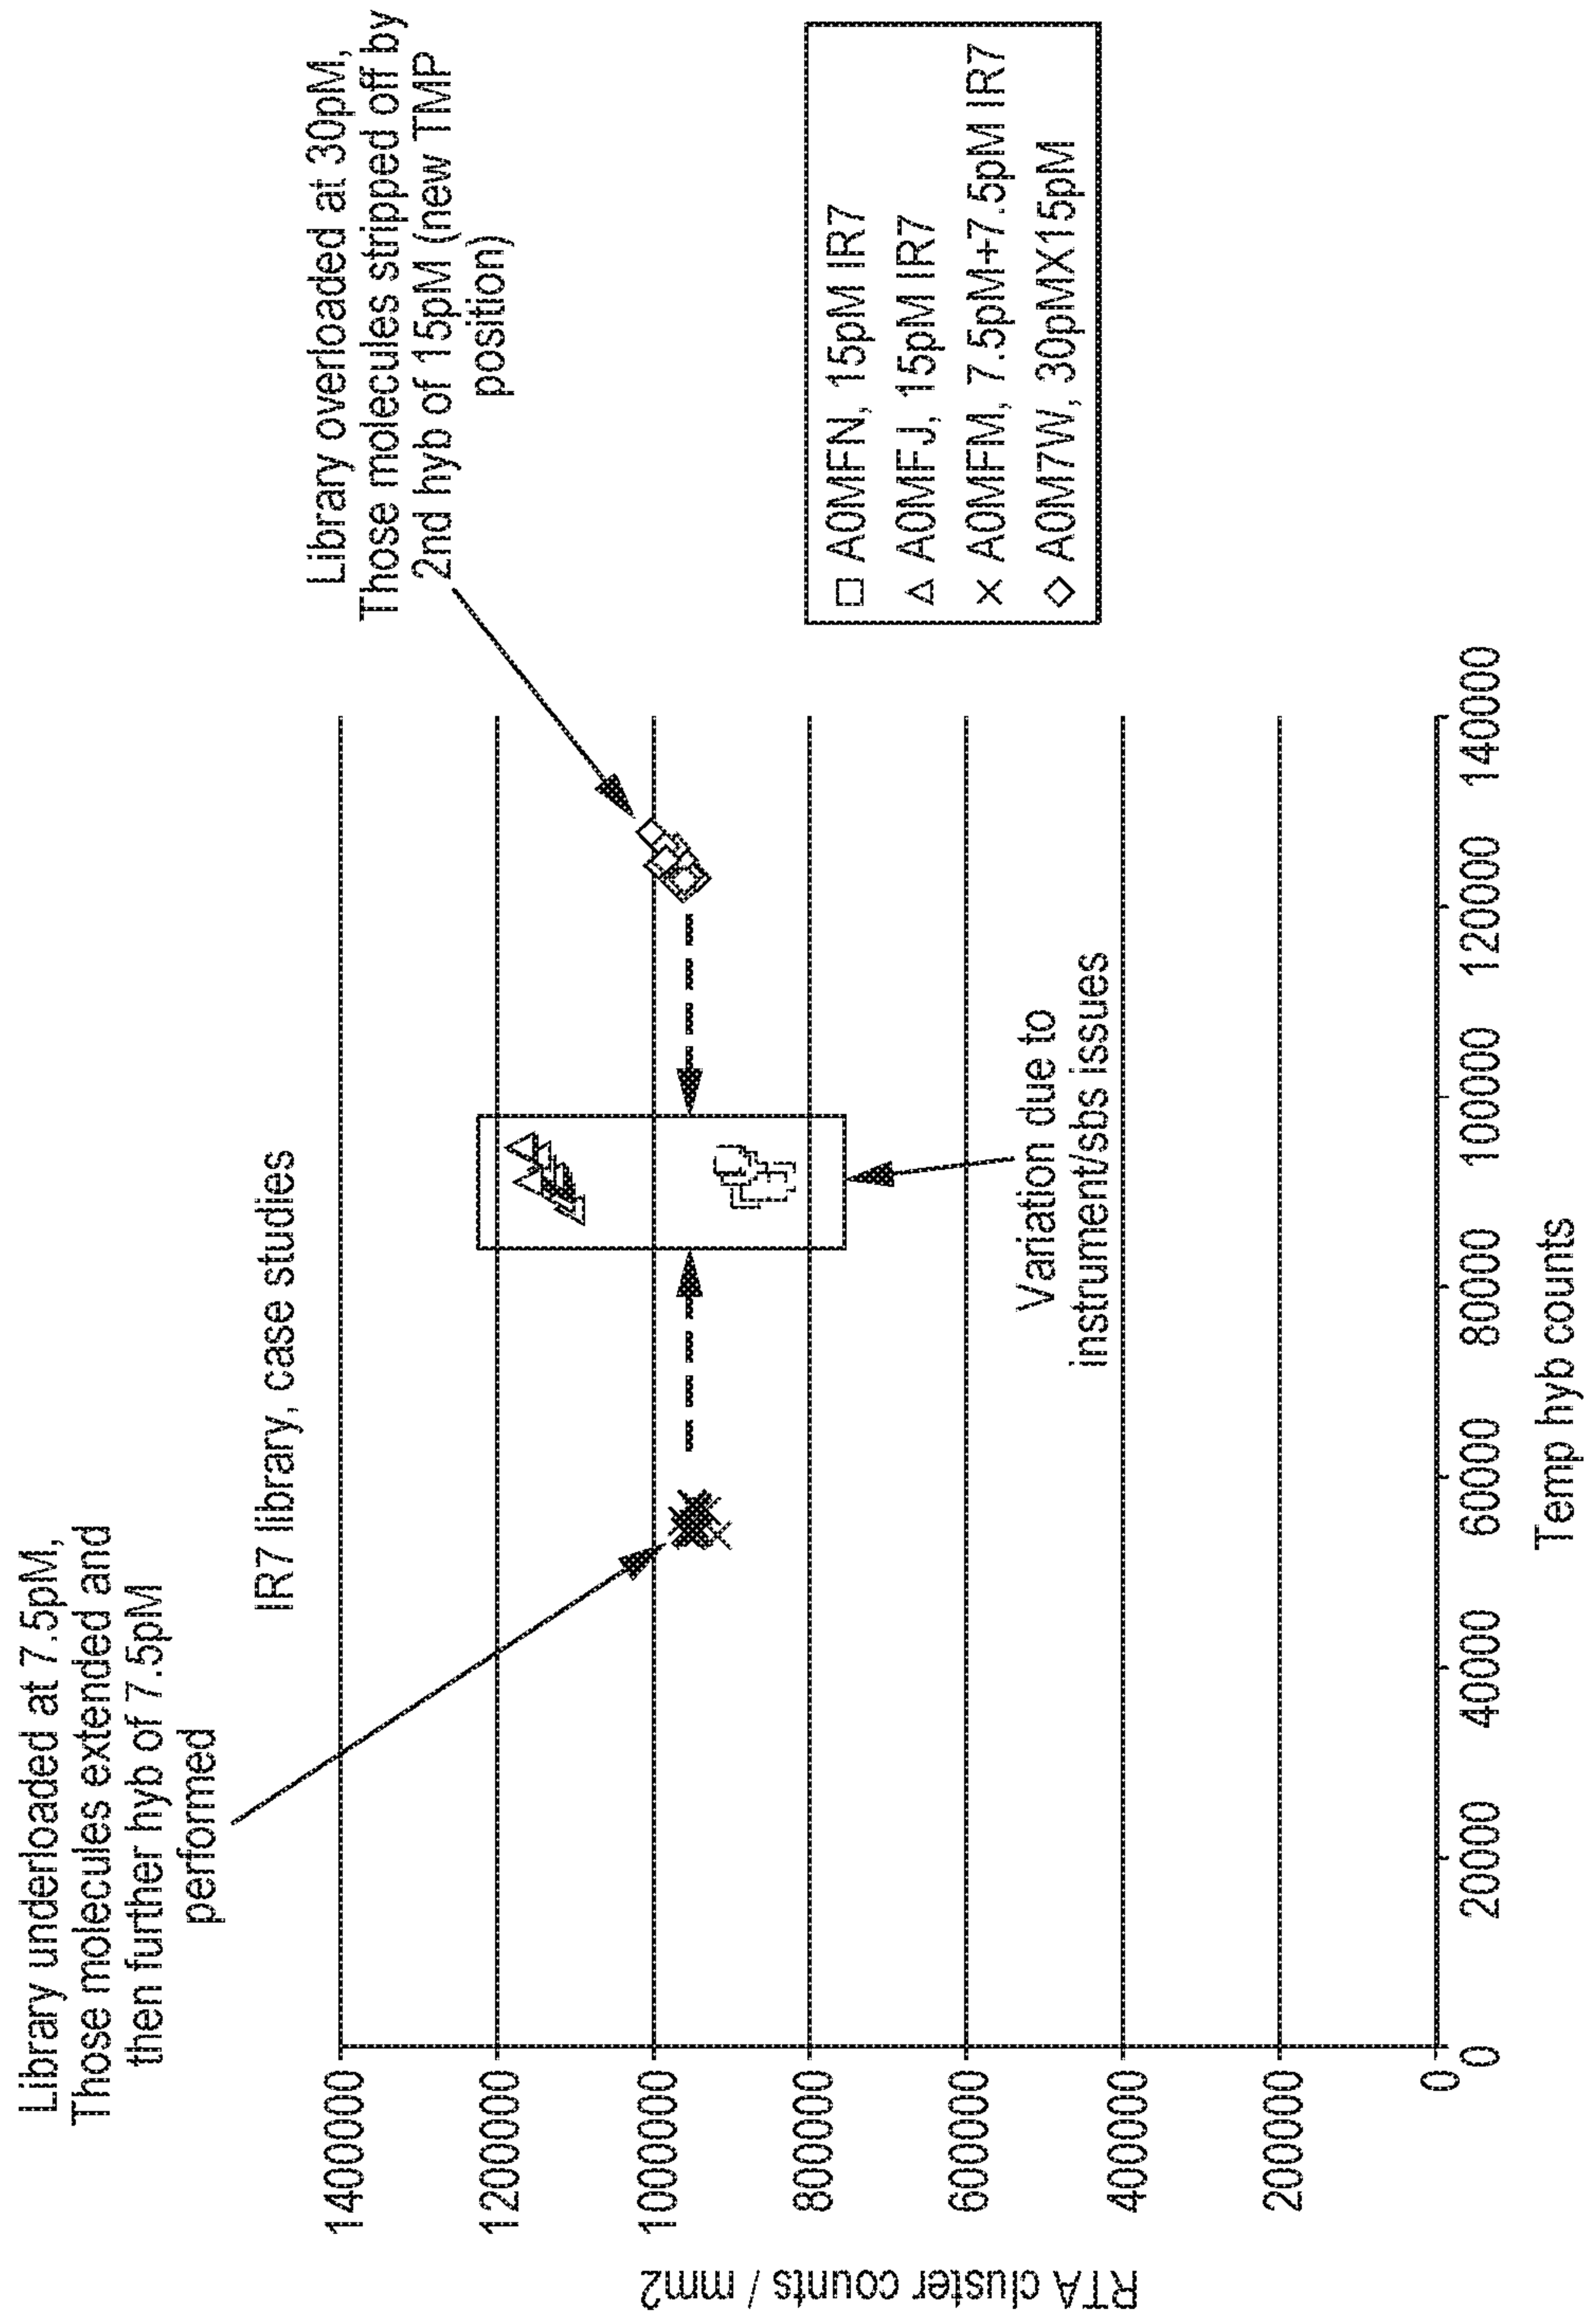 Library underloaded at 7.5pM,
Those molecules extended and
then further hyb of 7.5pM
performed
IR7 library, case studies
Library overloaded at 30pM,
Those molecules stripped off by
2nd hyb of 15pM (new TMP
position)
RTA cluster counts / mm2
1400000
1200000
1000000
800000
600000
400000
200000
0
Variation due to
instrument/sbs issues
A0MFN, 15pM IR7
A0MFJ, 15pM IR7
A0MFM, 7.5pM+7.5pM IR7
A0M7W, 30pMX15pM
0 20000 40000 60000 80000 100000 120000 140000
Temp hyb counts